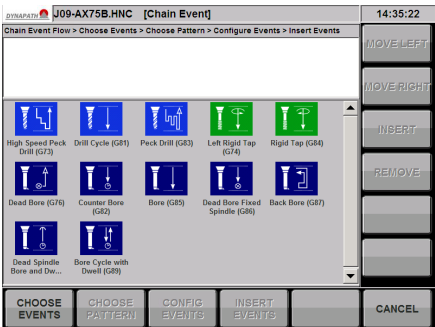 DYNAPATH J09-AX75B.HNC [Chain Event] 14:35:22
Chain Event Flow > Choose Events > Choose Pattern > Configure Events > Insert Events
MOVE LEFT
MOVE RIGHT
INSERT
REMOVE
High Speed Peck
Drill (G73)
Drill Cycle (G81)
Peck Drill (G83)
Left Rigid Tap
(G74)
Rigid Tap (G84)
Dead Bore (G76)
Counter Bore
(G82)
Bore (G85)
Dead Bore Fixed
Spindle (G86)
Back Bore (G87)
Dead Spindle
Bore and Dw...
Bore Cycle with
Dwell (G89)
CHOOSE
EVENTS
CHOOSE
PATTERN
CONFIG
EVENTS
INSERT
EVENTS
CANCEL